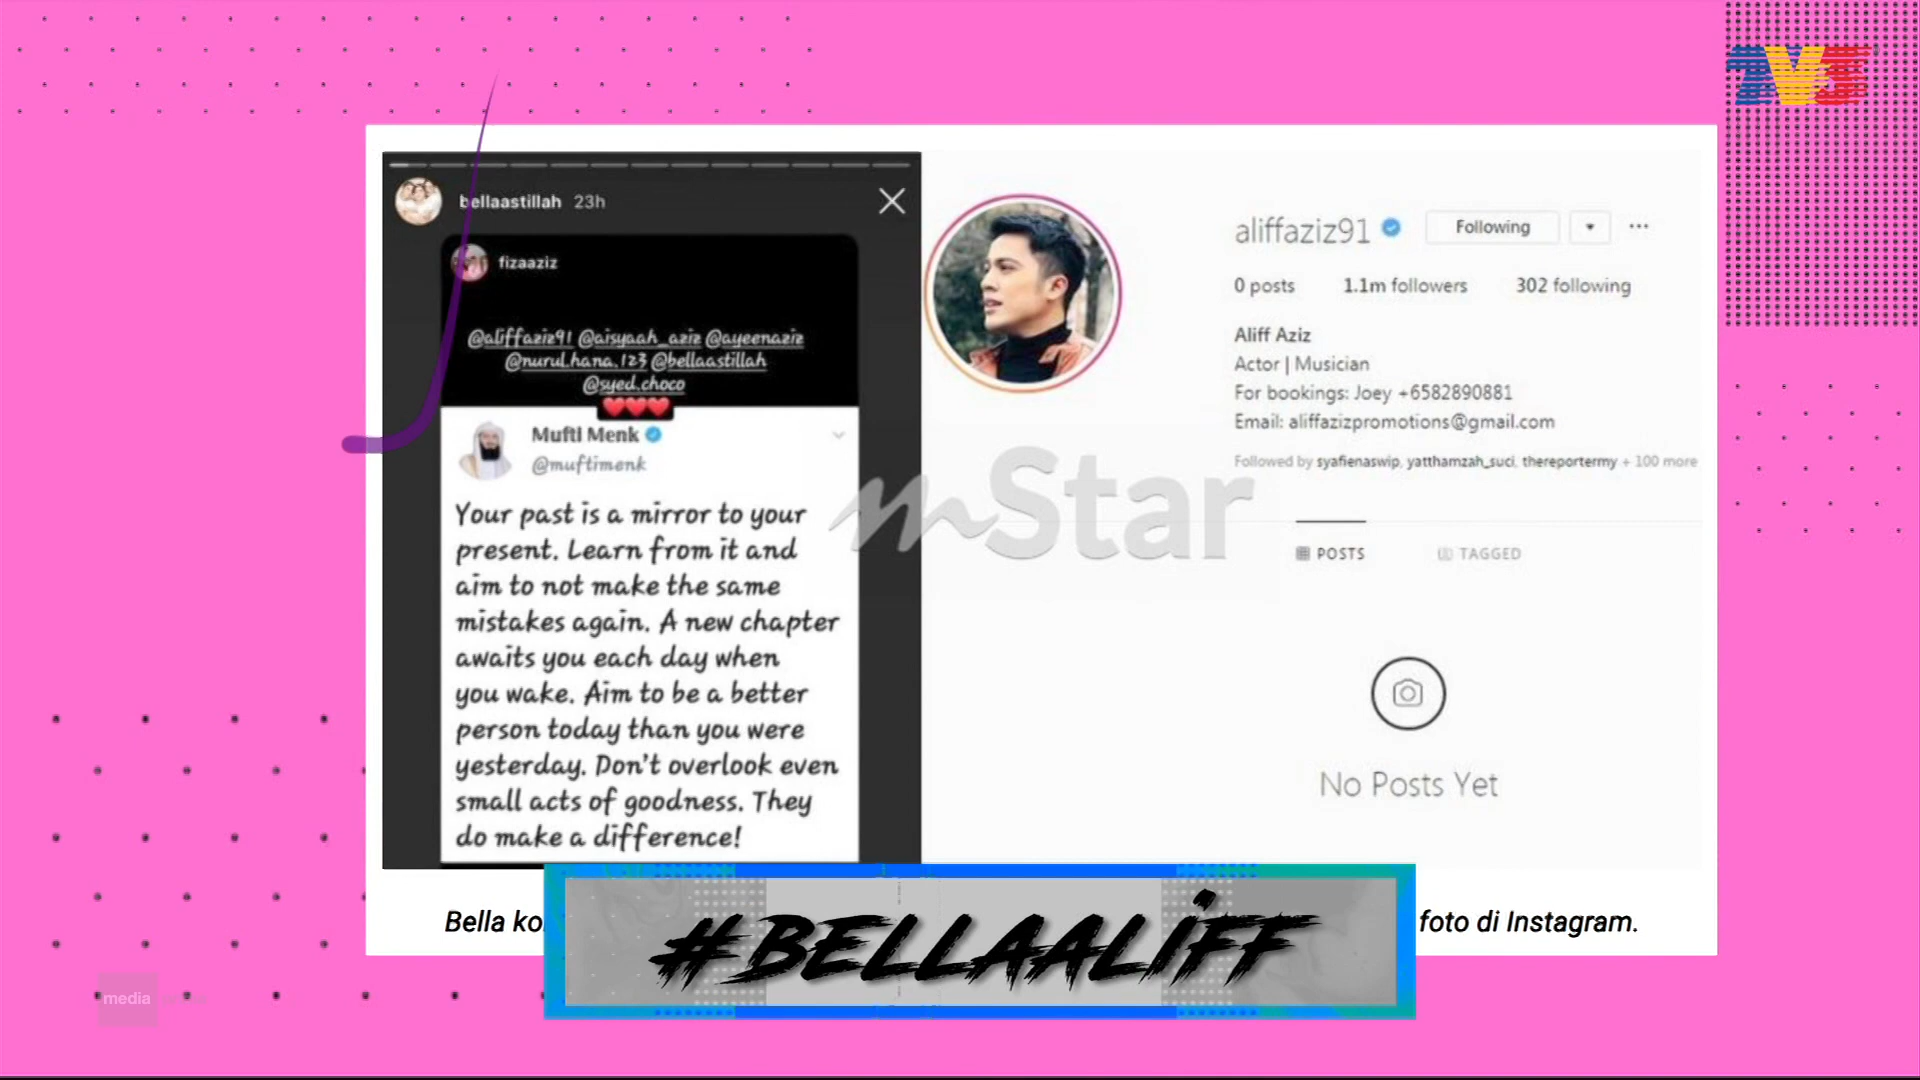 TV3
bellaastillah 23h
fizaaziz
@aliffaziz91 @aisyaah_aziz @ayeenaziz
@nurul.hana.123 @bellaastillah
@syed.choco
Mufti Menk
@muftimenk
Your past is a mirror to your
present. Learn from it and
aim to not make the same
mistakes again. A new chapter
awaits you each day when
you wake. Aim to be a better
person today than you were
yesterday. Don't overlook even
small acts of goodness. They
do make a difference!
aliffaziz91 Following
0 posts 1.1m followers 302 following
Aliff Aziz
Actor | Musician
For bookings: Joey +6582890881
Email: aliffazizpromotions@gmail.com
Followed by syafienaswip, yatthamzah_suci, thereportermy + 100 more
mStar
POSTS TAGGED
No Posts Yet
Bella ko
foto di Instagram.
#BELLAALIFF
media